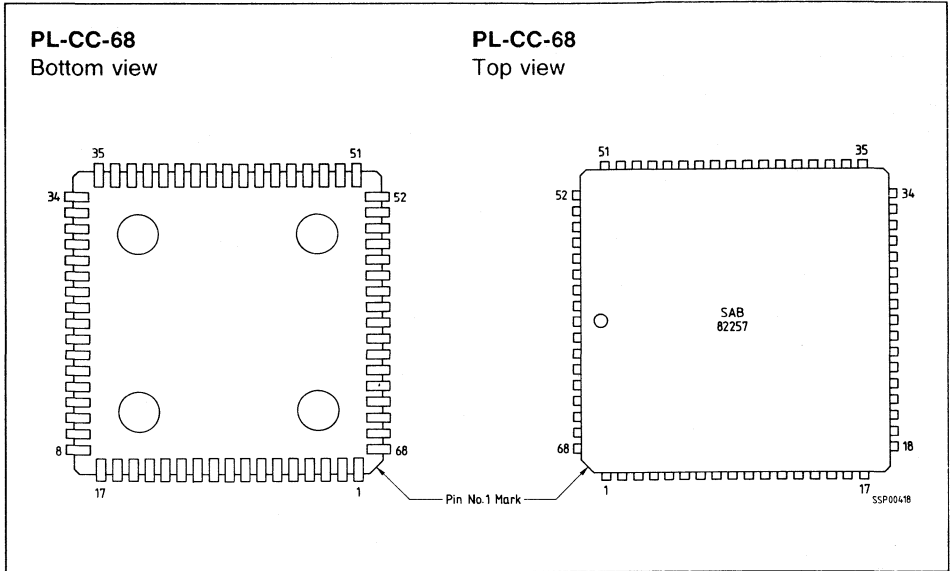 PL-CC-68
Bottom view
PL-CC-68
Top view
35
51
34
52
8
68
17
1
51
35
52
34
SAB
82257
68
18
1
17
Pin No.1 Mark
SSP00418